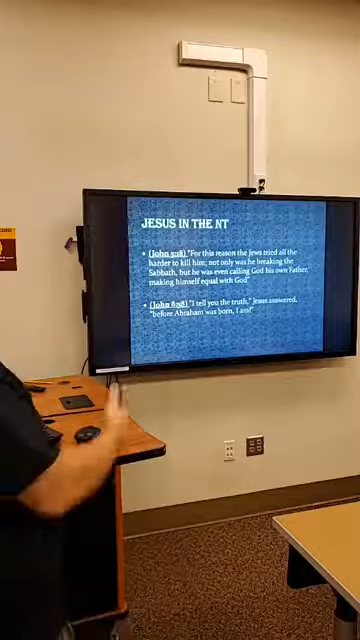 JESUS IN THE NT
• (John 5:18) "For this reason the Jews tried all the
harder to kill him; not only was he breaking the
Sabbath, but he was even calling God his own Father,
making himself equal with God"
• (John 8:58) "I tell you the truth," Jesus answered,
"before Abraham was born, I am!"